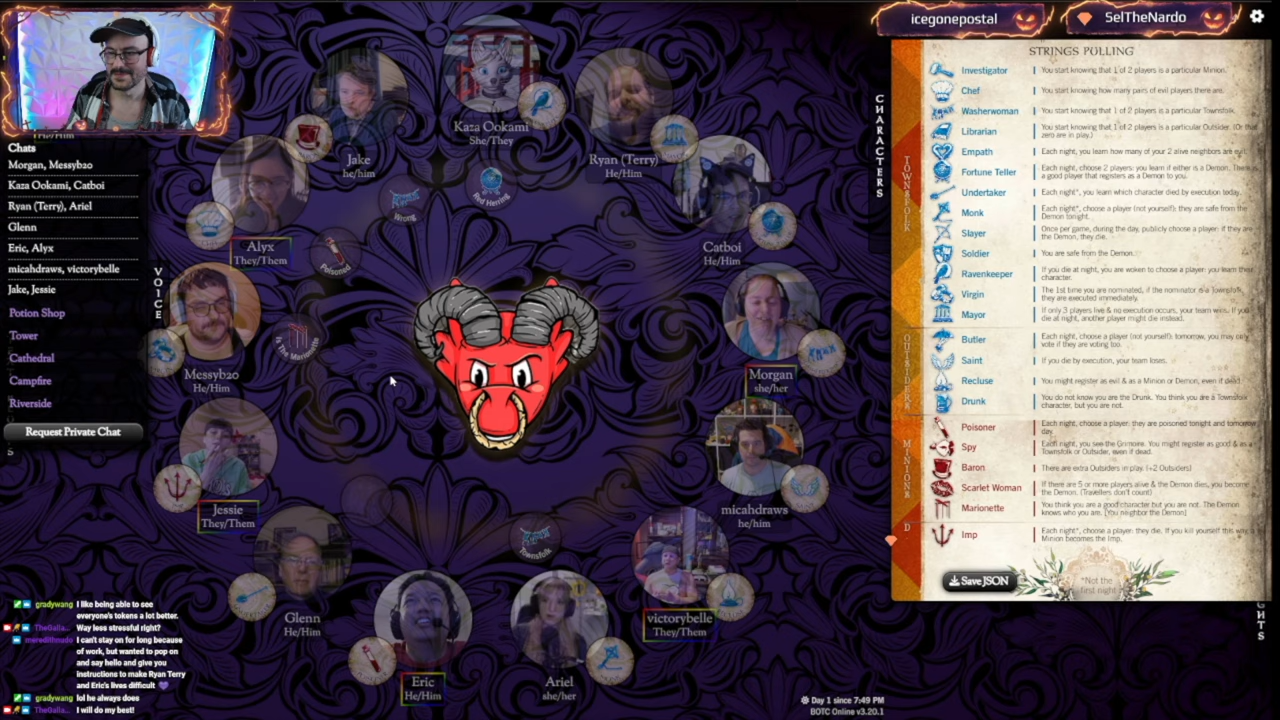 icegonepostal
SelTheNardo
They/Him
Chats
Morgan, Messyb20
Kaza Ookami, Catboi
Ryan (Terry), Ariel
Glenn
Eric, Alyx
micahdraws, victorybelle
Jake, Jessie
Potion Shop
Tower
Cathedral
Campfire
Riverside
Request Private Chat
VOICE
Jake
he/him
Kaza Ookami
She/They
Ryan (Terry)
He/Him
Alyx
They/Them
Wrong
Red Herring
Poisoned
Catboi
He/Him
Messyb20
He/Him
Is The Marionette
Morgan
she/her
Jessie
They/Them
micahdraws
he/him
Glenn
He/Him
Townsfolk
victorybelle
They/Them
Eric
He/Him
Ariel
she/her
gradywang I like being able to see
everyone's tokens a lot better.
TheGalla... Way less stressful right?
meredithnudo I can't stay on for long because
of work, but wanted to pop on
and say hello and give you
instructions to make Ryan Terry
and Eric's lives difficult
gradywang lol he always does
TheGalla... I will do my best!
Day 1 since 7:49 PM
BOTC Online v3.20.1
CHARACTERS
STRINGS PULLING
TOWNSFOLK
Investigator You start knowing that 1 of 2 players is a particular Minion.
Chef You start knowing how many pairs of evil players there are.
Washerwoman You start knowing that 1 of 2 players is a particular Townsfolk.
Librarian You start knowing that 1 of 2 players is a particular Outsider. (Or that
zero are in play.)
Empath Each night, you learn how many of your 2 alive neighbors are evil.
Fortune Teller Each night, choose 2 players: you learn if either is a Demon. There is
a good player that registers as a Demon to you.
Undertaker Each night*, you learn which character died by execution today.
Monk Each night*, choose a player (not yourself): they are safe from the
Demon tonight.
Slayer Once per game, during the day, publicly choose a player: if they are
the Demon, they die.
Soldier You are safe from the Demon.
Ravenkeeper If you die at night, you are woken to choose a player: you learn their
character.
Virgin The 1st time you are nominated, if the nominator is a Townsfolk,
they are executed immediately.
Mayor If only 3 players live & no execution occurs, your team wins. If you
die at night, another player might die instead.
OUTSIDERS
Butler Each night, choose a player (not yourself): tomorrow, you may only
vote if they are voting too.
Saint If you die by execution, your team loses.
Recluse You might register as evil & as a Minion or Demon, even if dead.
Drunk You do not know you are the Drunk. You think you are a Townsfolk
character, but you are not.
MINIONS
Poisoner Each night, choose a player: they are poisoned tonight and tomorrow
day.
Spy Each night, you see the Grimoire. You might register as good & as a
Townsfolk or Outsider, even if dead.
Baron There are extra Outsiders in play. [+2 Outsiders]
Scarlet Woman If there are 5 or more players alive & the Demon dies, you become
the Demon. (Travellers don't count)
Marionette You think you are a good character but you are not. The Demon
knows who you are. [You neighbor the Demon]
D
Imp Each night*, choose a player: they die. If you kill yourself this way, a
Minion becomes the Imp.
Save JSON
*Not the
first night
GHTS